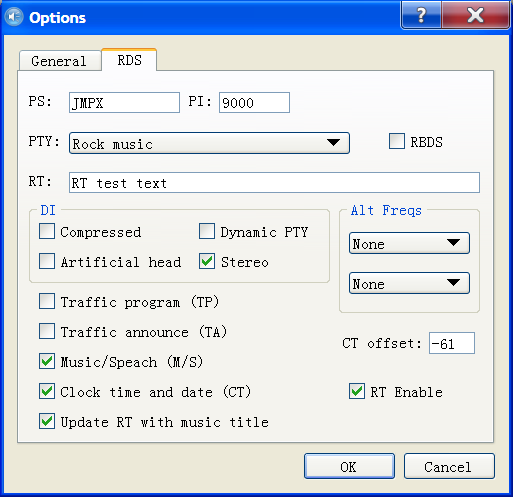 Options
General RDS
PS: JMPX PI: 9000
PTY: Rock music RBDS
RT: RT test text
DI Alt Freqs
Compressed Dynamic PTY
None
Artificial head Stereo
None
Traffic program (TP)
Traffic announce (TA)
CT offset: -61
Music/Speach (M/S)
Clock time and date (CT) RT Enable
Update RT with music title
OK Cancel